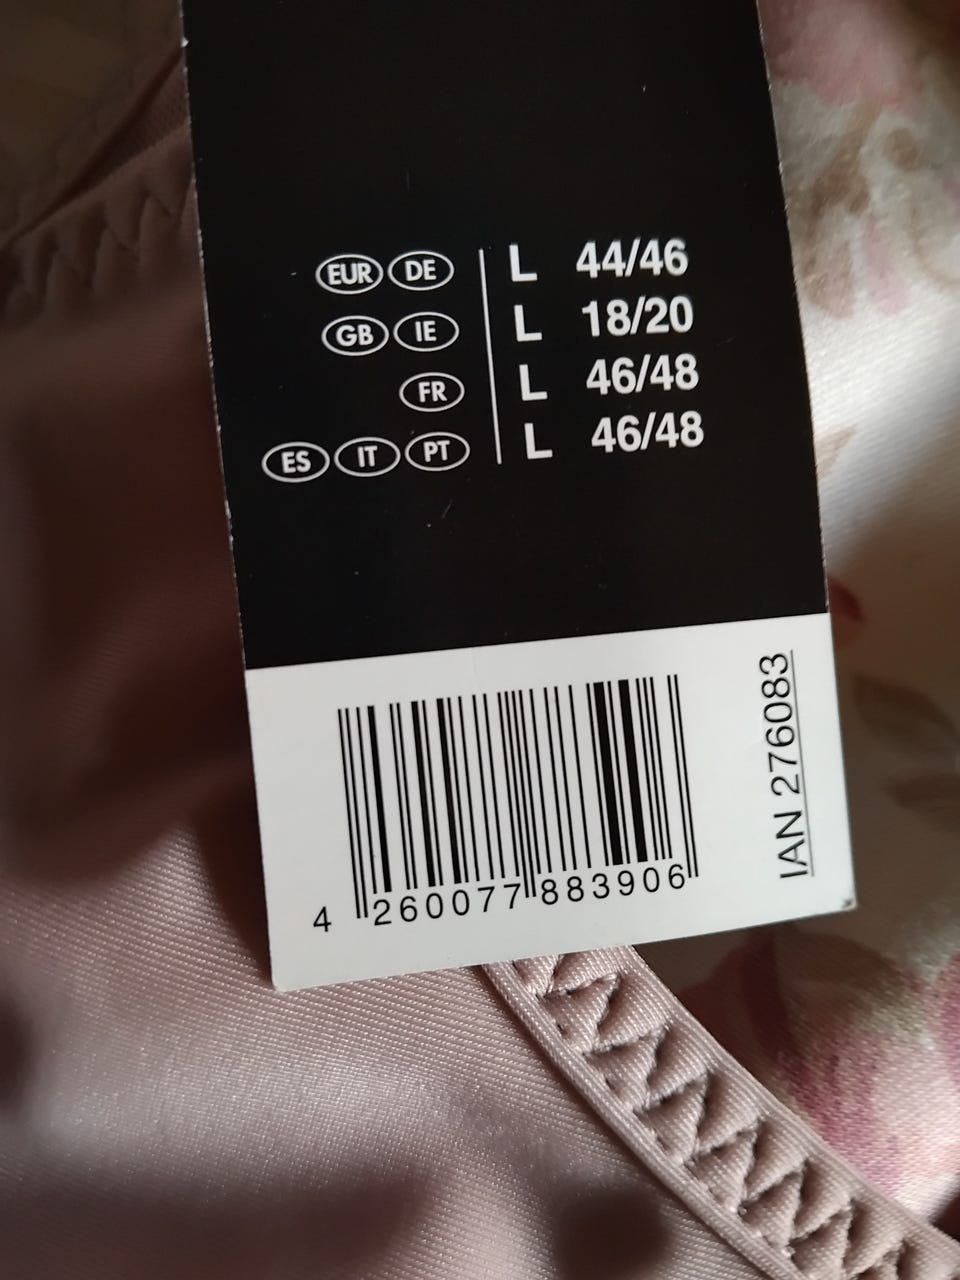 EUR DE L 44/46
GB IE L 18/20
FR L 46/48
ES IT PT L 46/48
4 260077 883906
IAN 276083